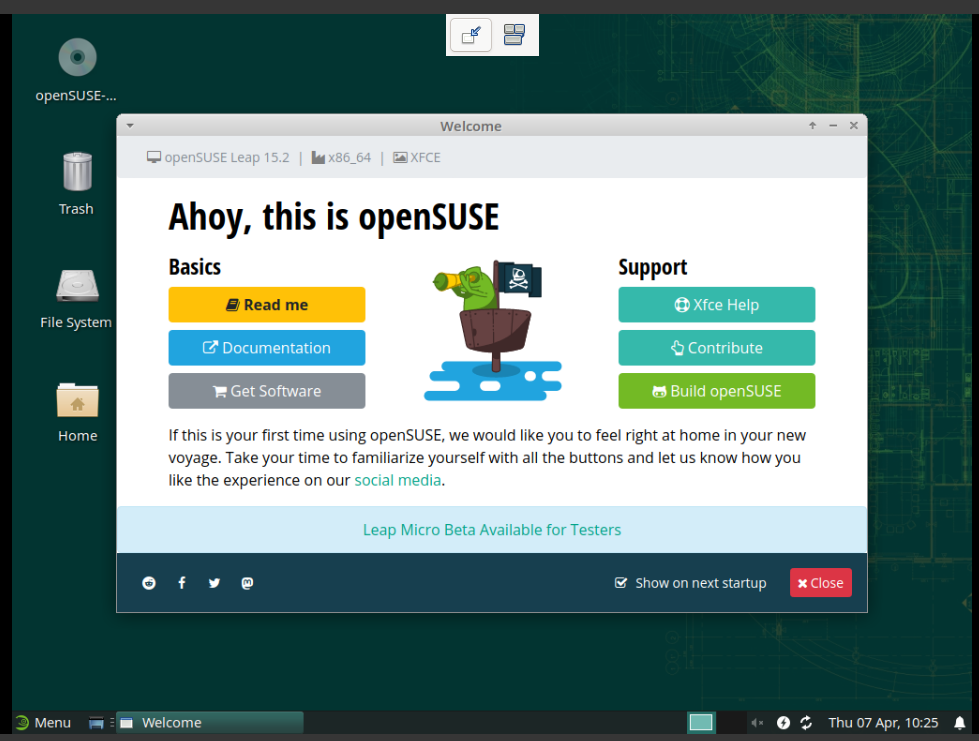 openSUSE-...
Trash
File System
Home
Welcome
openSUSE Leap 15.2 | x86_64 | XFCE
Ahoy, this is openSUSE
Basics
Read me
Documentation
Get Software
Support
Xfce Help
Contribute
Build openSUSE
If this is your first time using openSUSE, we would like you to feel right at home in your new
voyage. Take your time to familiarize yourself with all the buttons and let us know how you
like the experience on our social media.
Leap Micro Beta Available for Testers
Show on next startup
Close
Menu
Welcome
Thu 07 Apr, 10:25